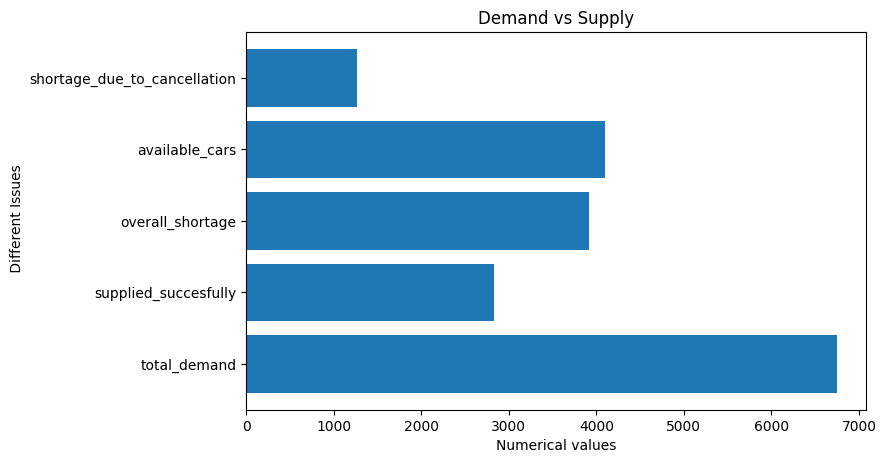 Demand vs Supply
shortage_due_to_cancellation
available_cars
overall_shortage
supplied_succesfully
total_demand
Different Issues
0 1000 2000 3000 4000 5000 6000 7000
Numerical values